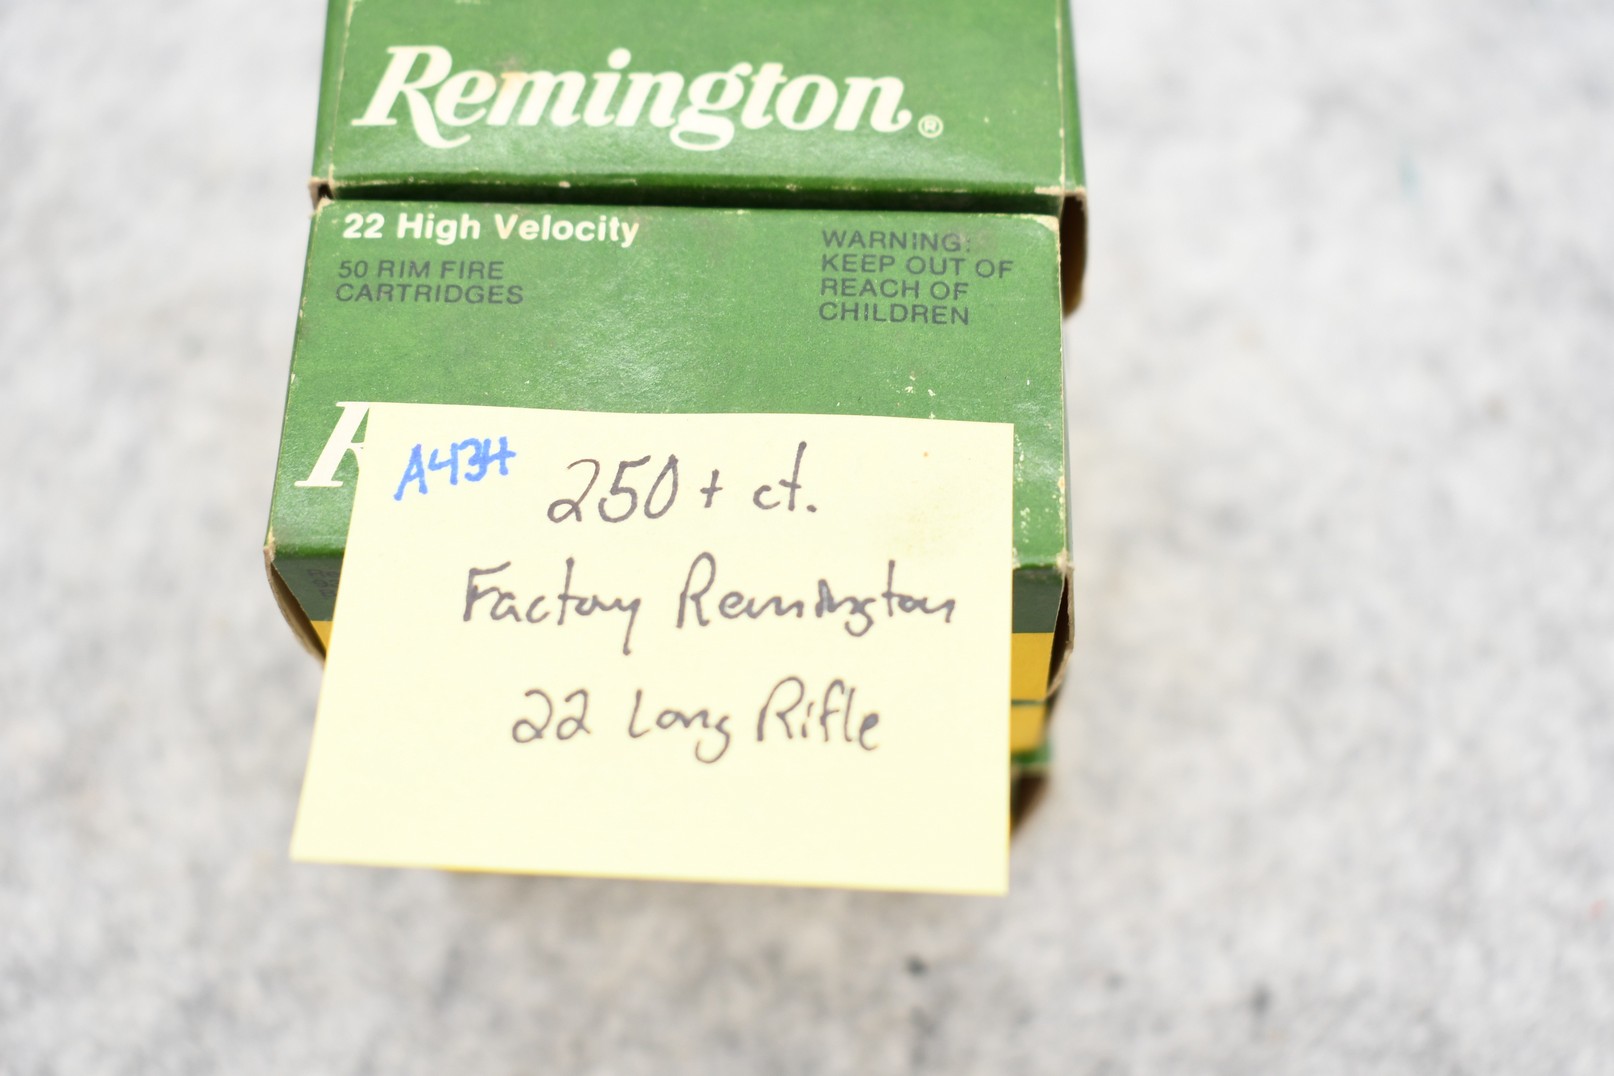 Remington®
22 High Velocity
50 RIM FIRE
CARTRIDGES
WARNING:
KEEP OUT OF
REACH OF
CHILDREN
R
A434
250+ ct.
Factory Remington
22 Long Rifle